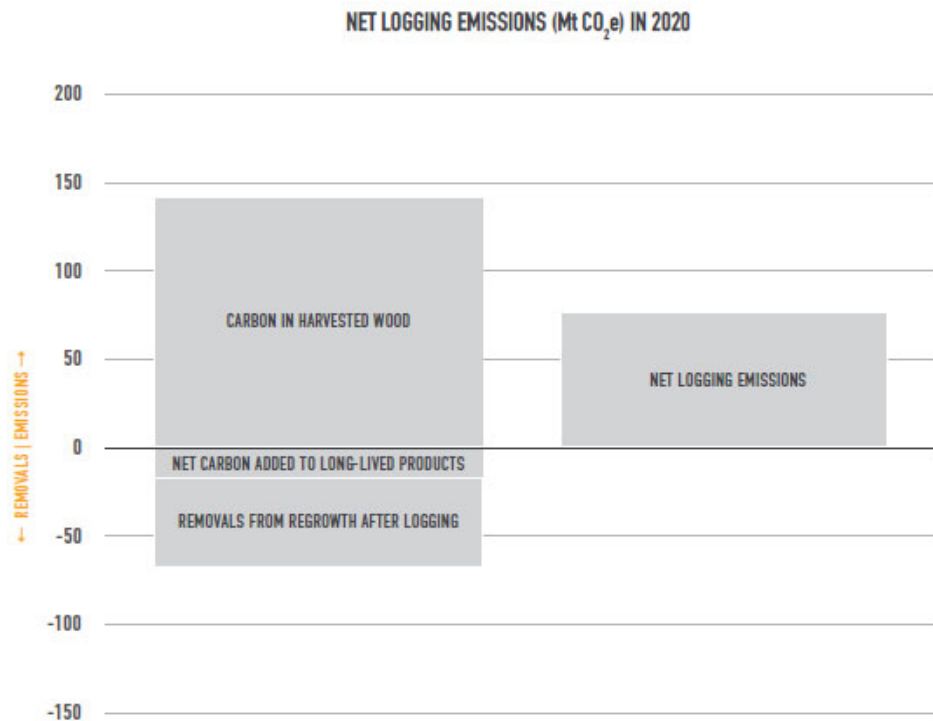 NET LOGGING EMISSIONS (Mt CO₂e) IN 2020
200
150
100
50
0
-50
-100
-150
← REMOVALS | EMISSIONS →
CARBON IN HARVESTED WOOD
NET CARBON ADDED TO LONG-LIVED PRODUCTS
REMOVALS FROM REGROWTH AFTER LOGGING
NET LOGGING EMISSIONS